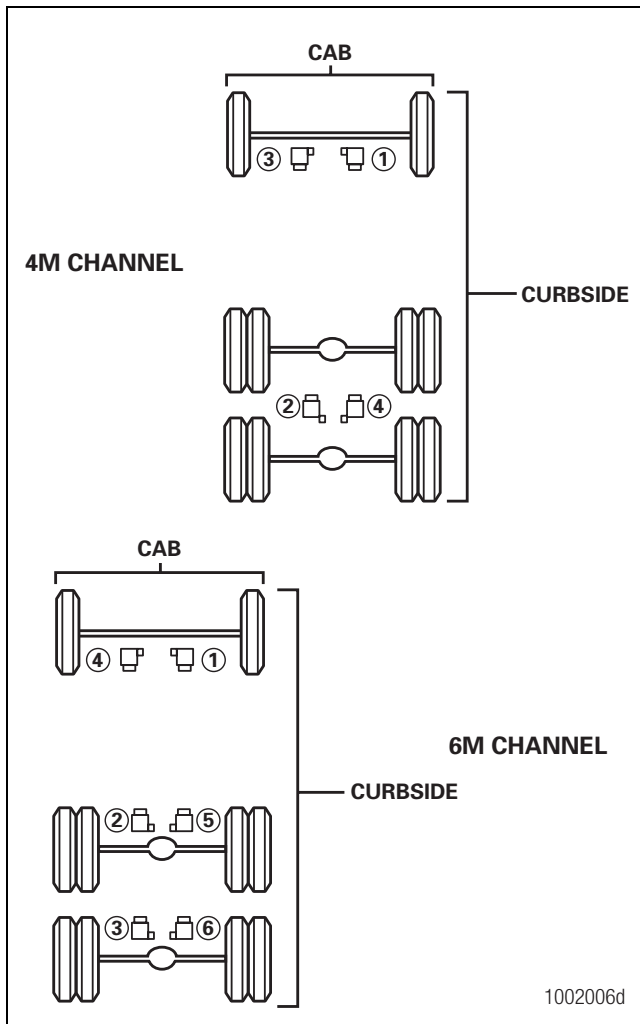 CAB
③ ①
4M CHANNEL
CURBSIDE
② ④
CAB
④ ①
6M CHANNEL
CURBSIDE
② ⑤
③ ⑥
1002006d